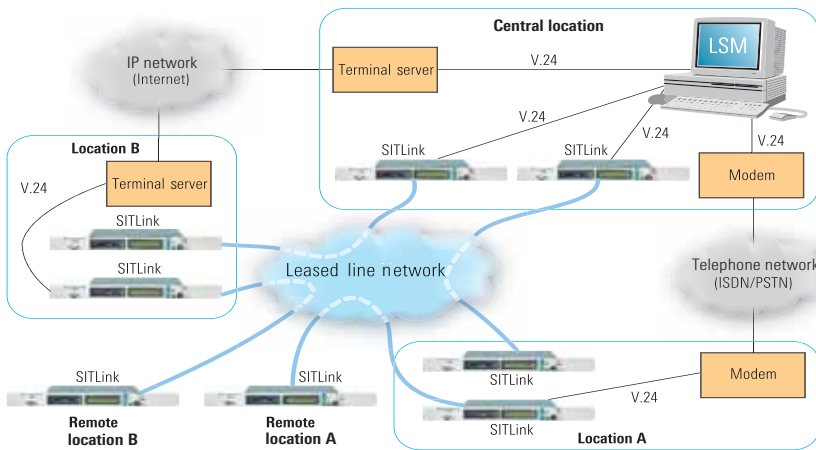 Central location
LSM
IP network
(Internet)
Terminal server
V.24
V.24
V.24
V.24
SITLink
SITLink
Modem
Location B
Terminal server
V.24
SITLink
SITLink
Leased line network
Telephone network
(ISDN/PSTN)
SITLink
Remote
location B
SITLink
Remote
location A
SITLink
SITLink
V.24
Modem
Location A